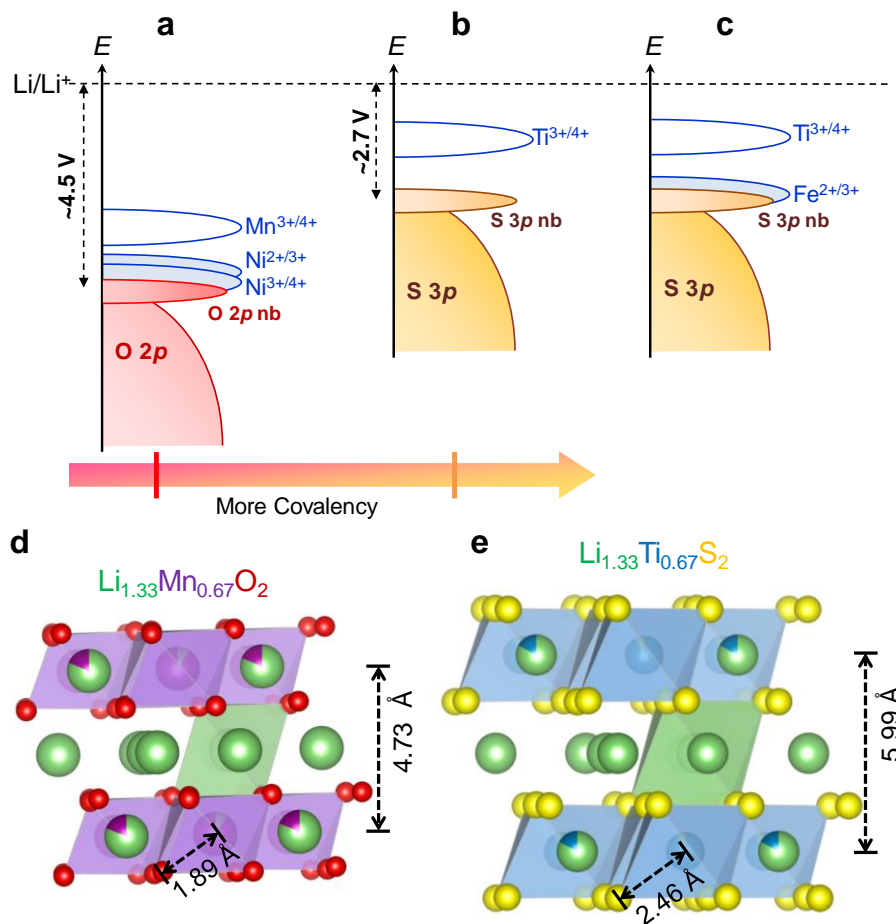 a
b
c
E
E
E
Li/Li⁺
~4.5 V
~2.7 V
Ti³⁺/⁴⁺
Ti³⁺/⁴⁺
Mn³⁺/⁴⁺
Ni²⁺/³⁺
Ni³⁺/⁴⁺
O 2p nb
O 2p
S 3p nb
S 3p
Fe²⁺/³⁺
S 3p nb
S 3p
More Covalency
d
Li₁.₃₃Mn₀.₆₇O₂
4.73 Å
1.89 Å
e
Li₁.₃₃Ti₀.₆₇S₂
5.99 Å
2.46 Å